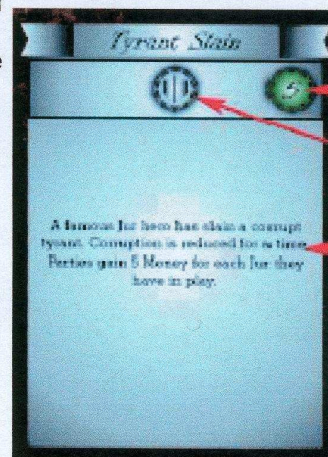 Tyrant Slain
5
A famous Jur hero has slain a corrupt
tyrant. Corruption is reduced for a time.
Parties gain 5 Money for each Jur they
have in play.